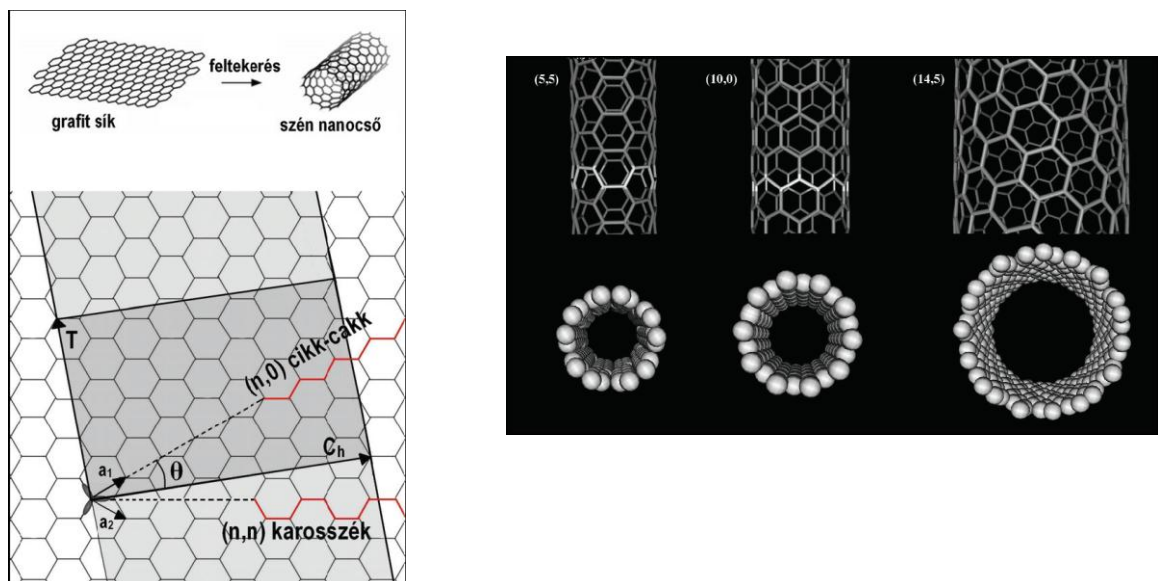 feltekerés
grafit sík
szén nanocső
T
(n,0) cikk-cakk
Ch
a1
θ
a2
(n,n) karosszék
(5,5)
(10,0)
(14,5)